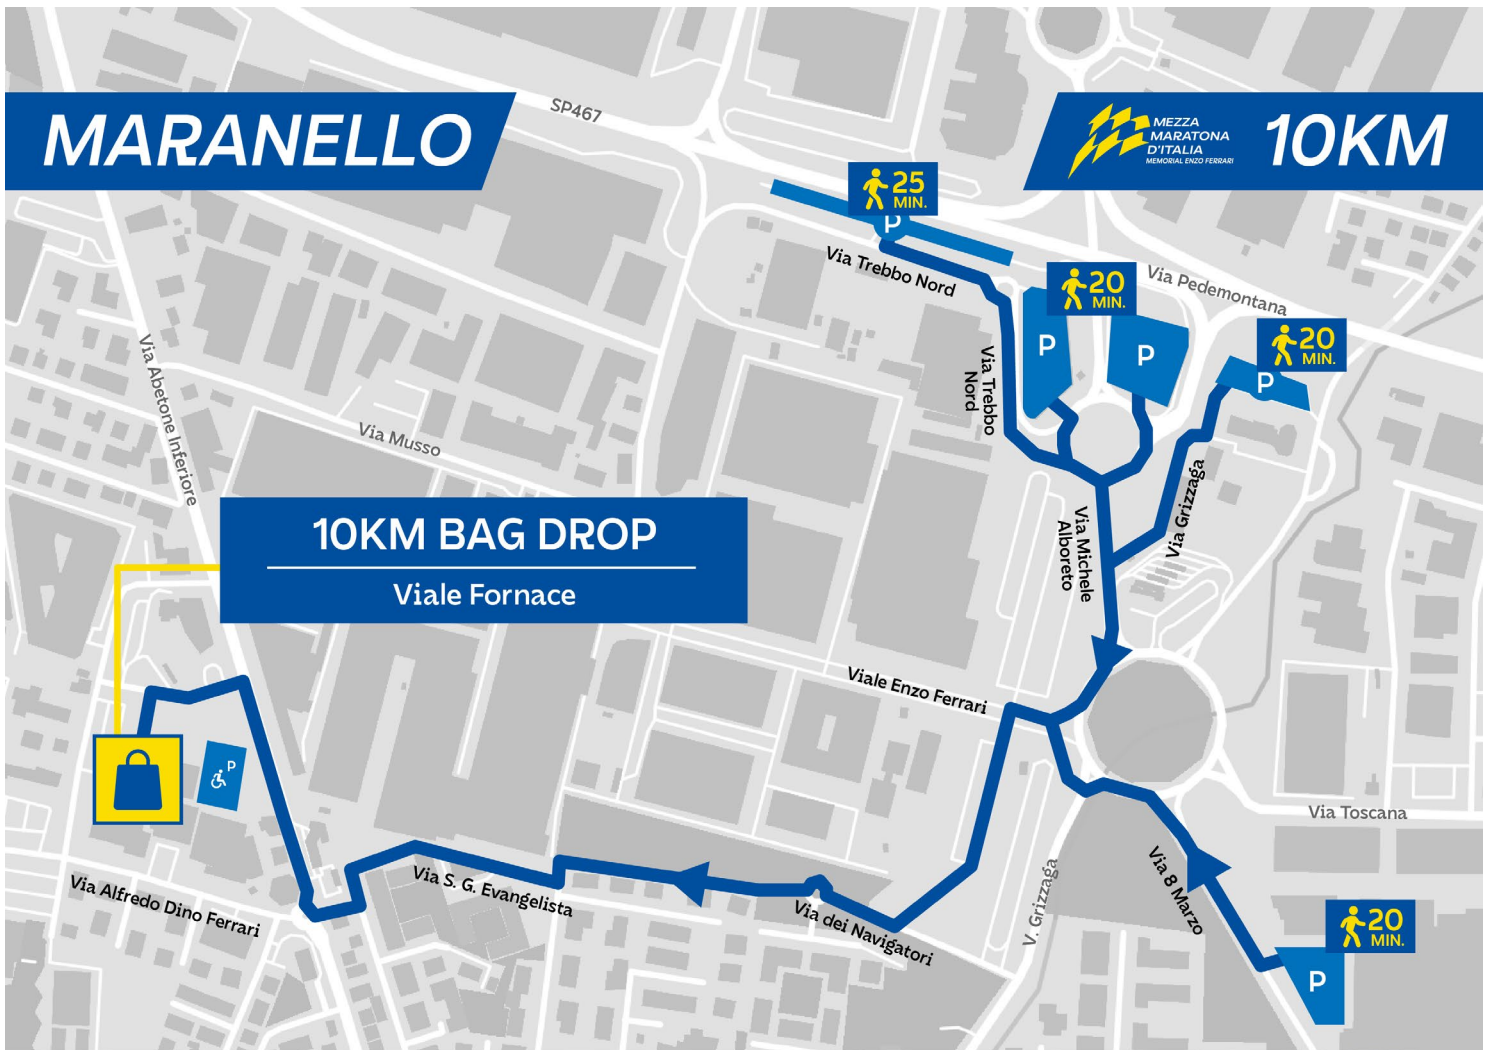 SP467
MARANELLO
MEZZA
MARATONA
D'ITALIA
MEMORIAL ENZO FERRARI
10KM
25
MIN.
P
Via Trebbo Nord
20
MIN.
Via Pedemontana
P
P
20
MIN.
P
Via Trebbo
Nord
Via Abetone Inferiore
Via Musso
Via Grizzaga
Via Michele
Alboreto
10KM BAG DROP
Viale Fornace
Viale Enzo Ferrari
P
Via Toscana
Via S. G. Evangelista
Via Alfredo Dino Ferrari
Via dei Navigatori
V. Grizzaga
Via 8 Marzo
20
MIN.
P